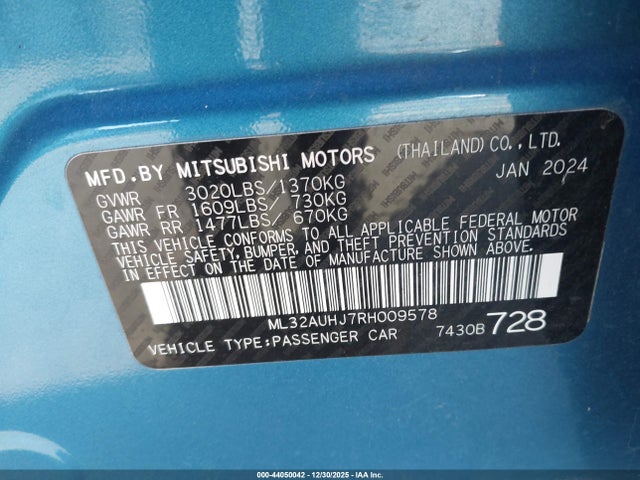 MFD.BY MITSUBISHI MOTORS (THAILAND) CO.,LTD.
GVWR 3020LBS/1370KG JAN 2024
GAWR FR 1609LBS/ 730KG
GAWR RR 1477LBS/ 670KG
THIS VEHICLE CONFORMS TO ALL APPLICABLE FEDERAL MOTOR
VEHICLE SAFETY, BUMPER, AND THEFT PREVENTION STANDARDS
IN EFFECT ON THE DATE OF MANUFACTURE SHOWN ABOVE.
ML32AUHJ7RH009578
VEHICLE TYPE:PASSENGER CAR 7430B 728
000-44050042 - 12/30/2025 - IAA Inc.